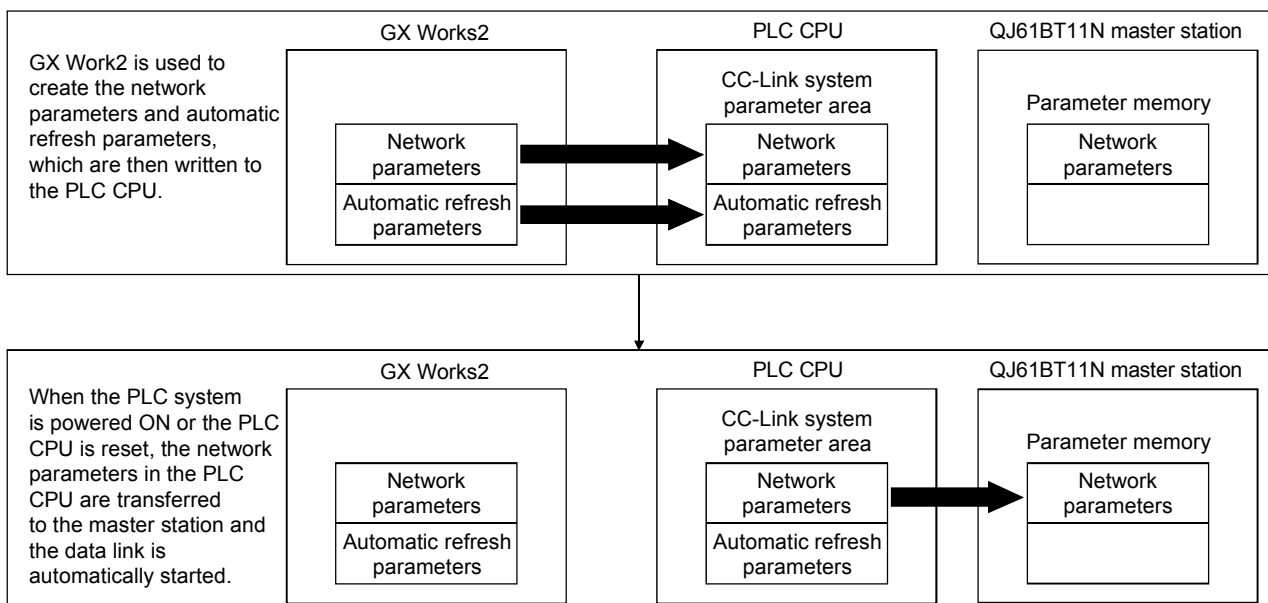 GX Works2
PLC CPU
QJ61BT11N master station
GX Work2 is used to
create the network
parameters and automatic
refresh parameters,
which are then written to
the PLC CPU.
CC-Link system
parameter area
Parameter memory
Network
parameters
Automatic refresh
parameters
Network
parameters
Automatic refresh
parameters
Network
parameters
GX Works2
PLC CPU
QJ61BT11N master station
When the PLC system
is powered ON or the PLC
CPU is reset, the network
parameters in the PLC
CPU are transferred
to the master station and
the data link is
automatically started.
CC-Link system
parameter area
Parameter memory
Network
parameters
Automatic refresh
parameters
Network
parameters
Automatic refresh
parameters
Network
parameters